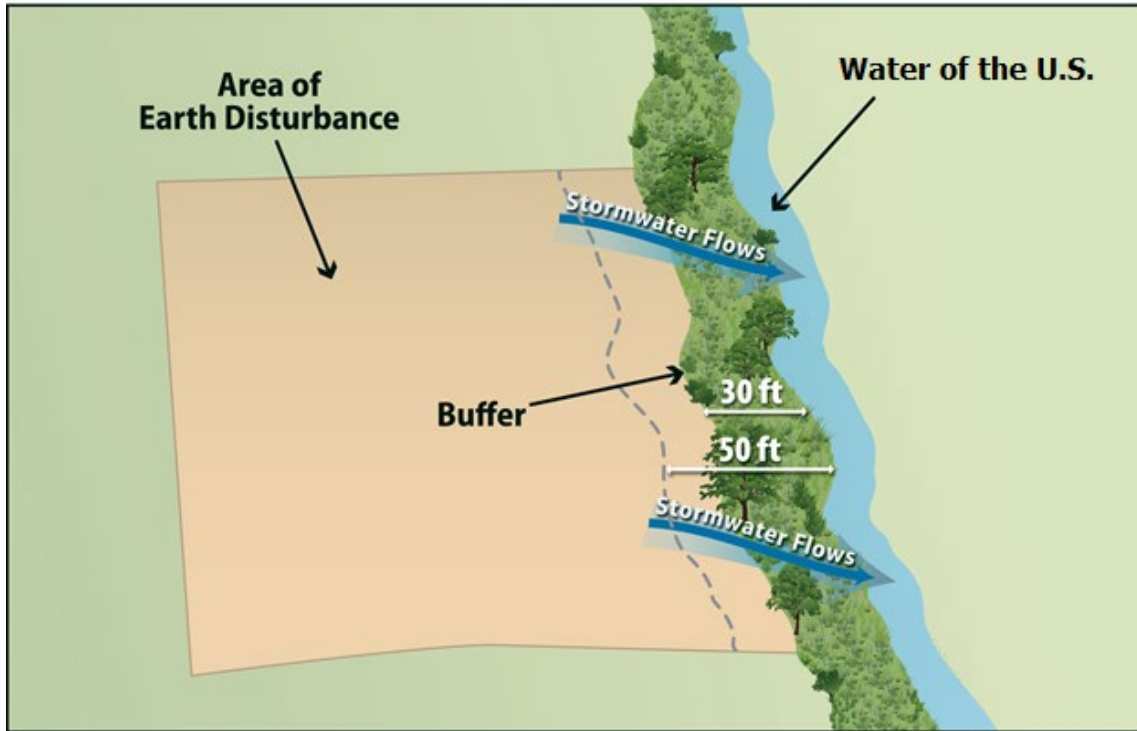 Area of
Earth Disturbance
Water of the U.S.
Stormwater Flows
Buffer
30 ft
50 ft
Stormwater Flows